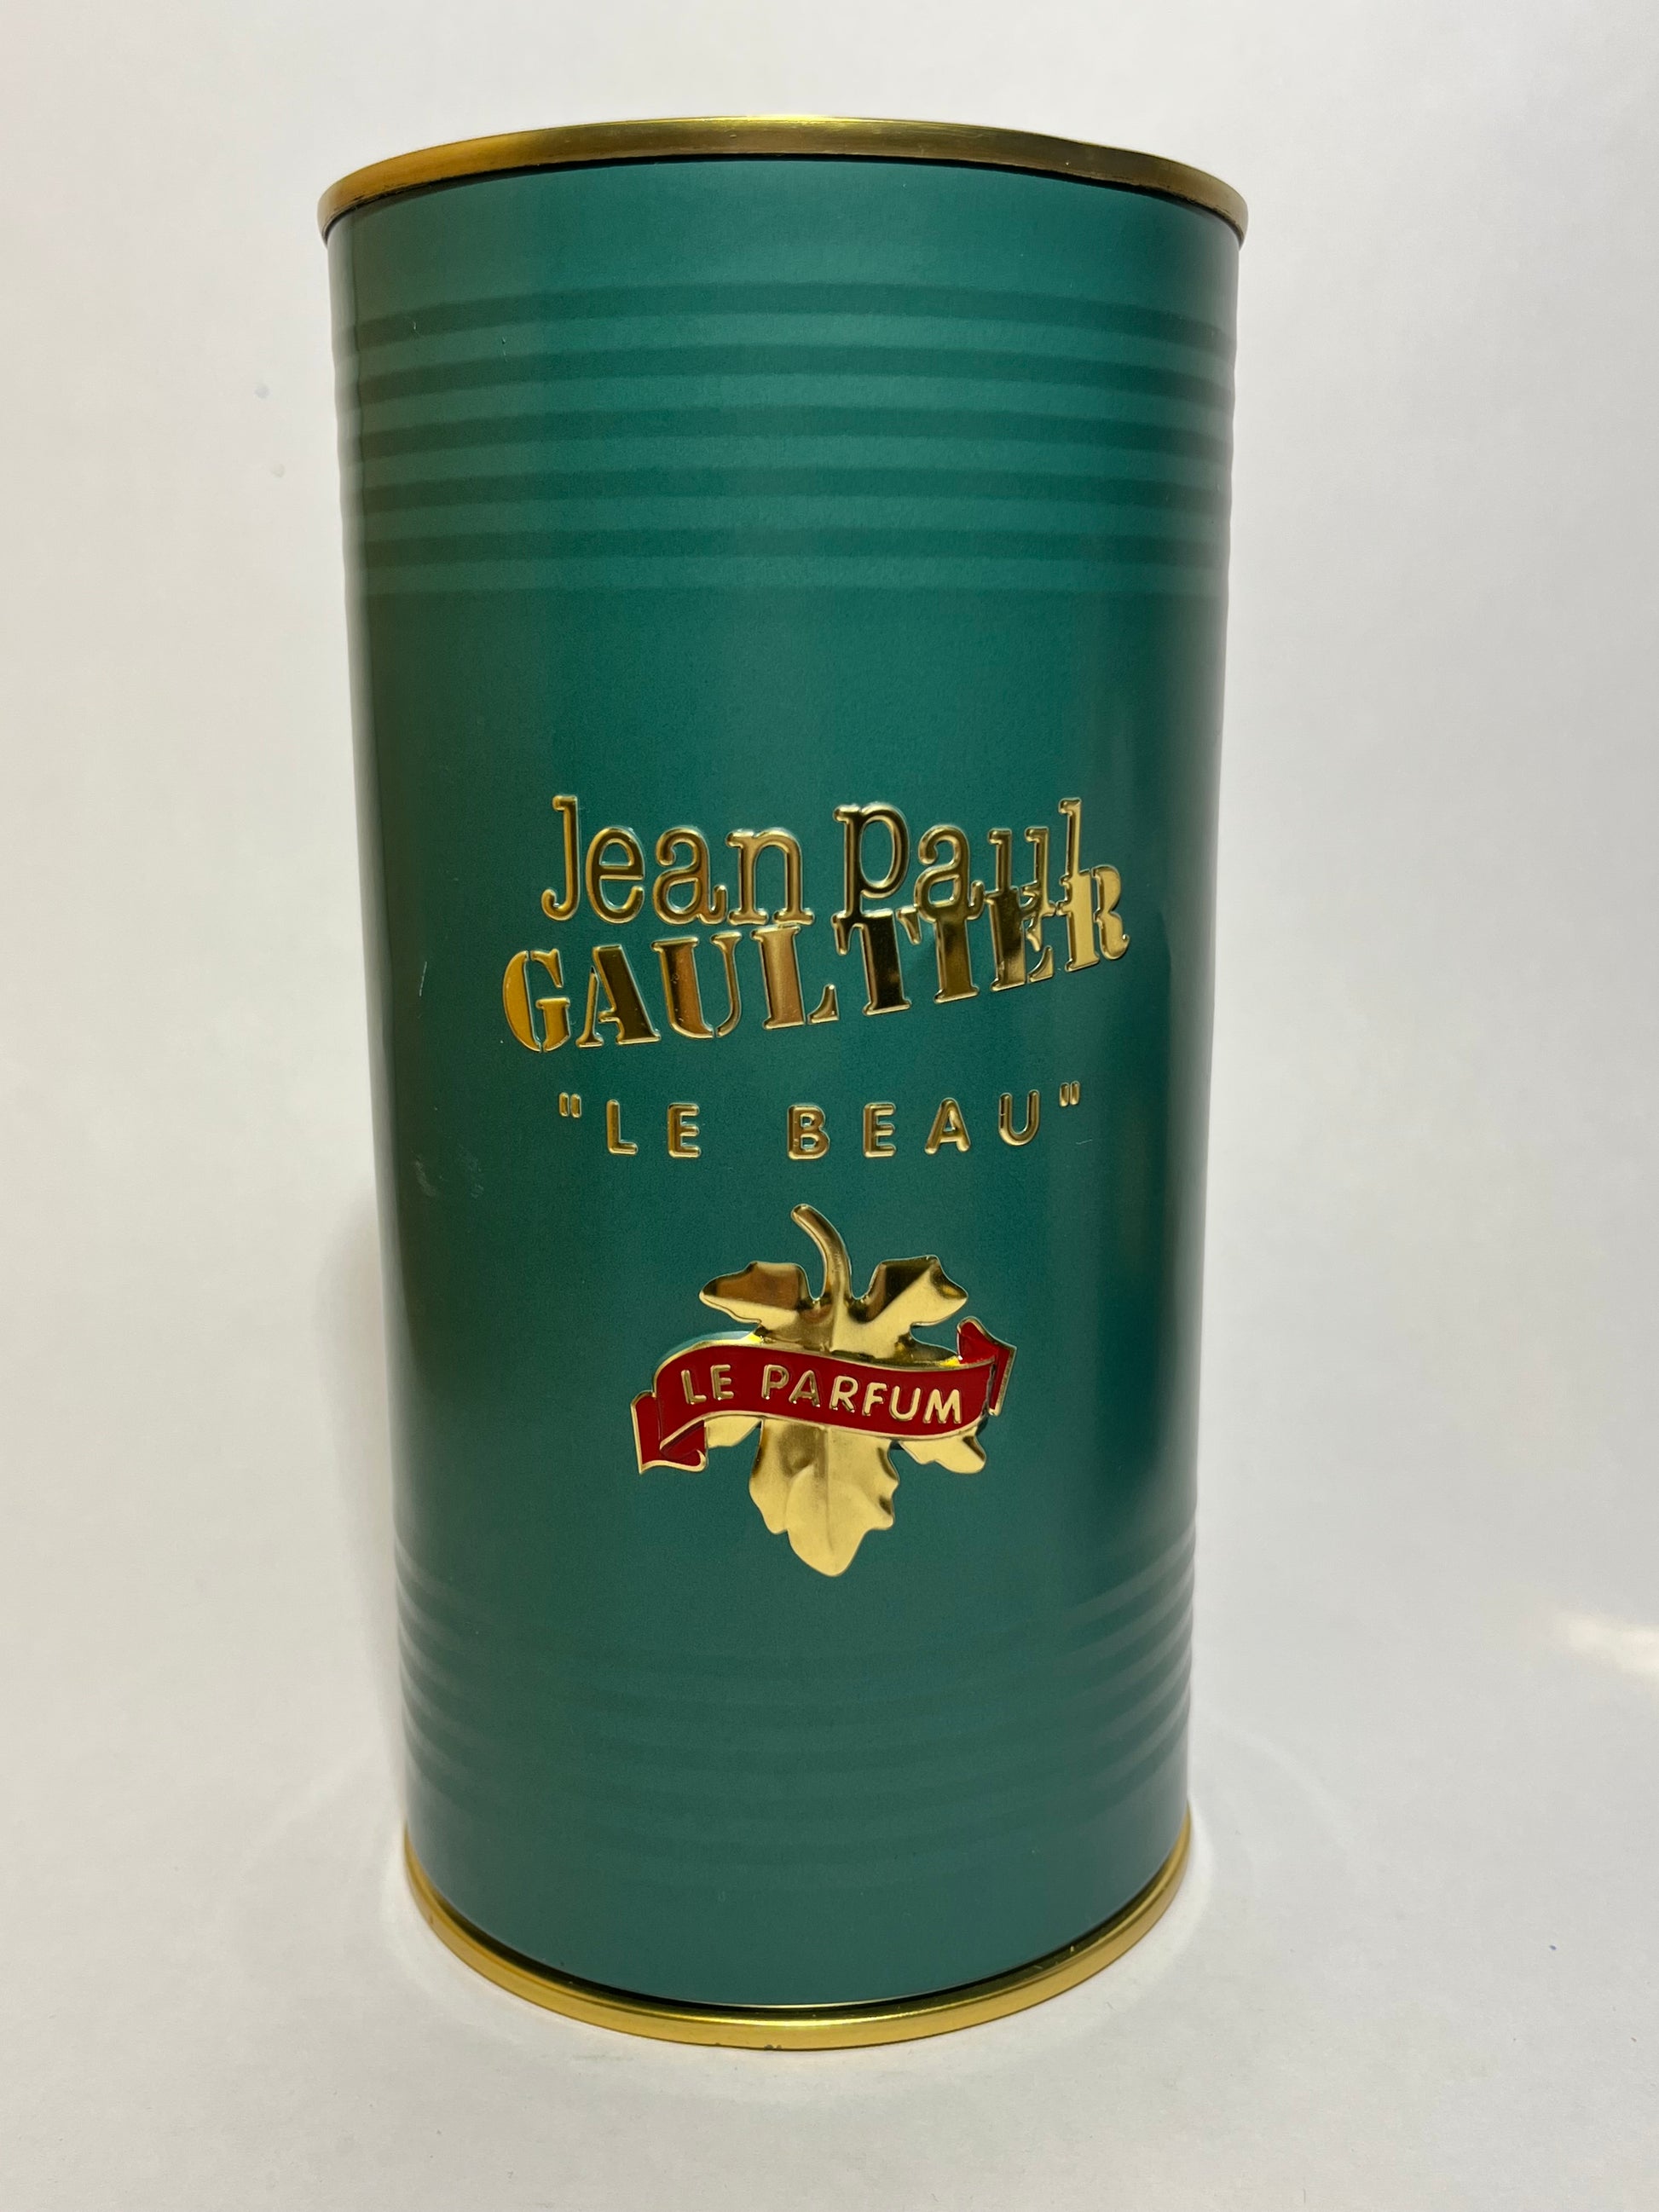 Jean Paul
GAULTIER
"LE BEAU"
LE PARFUM